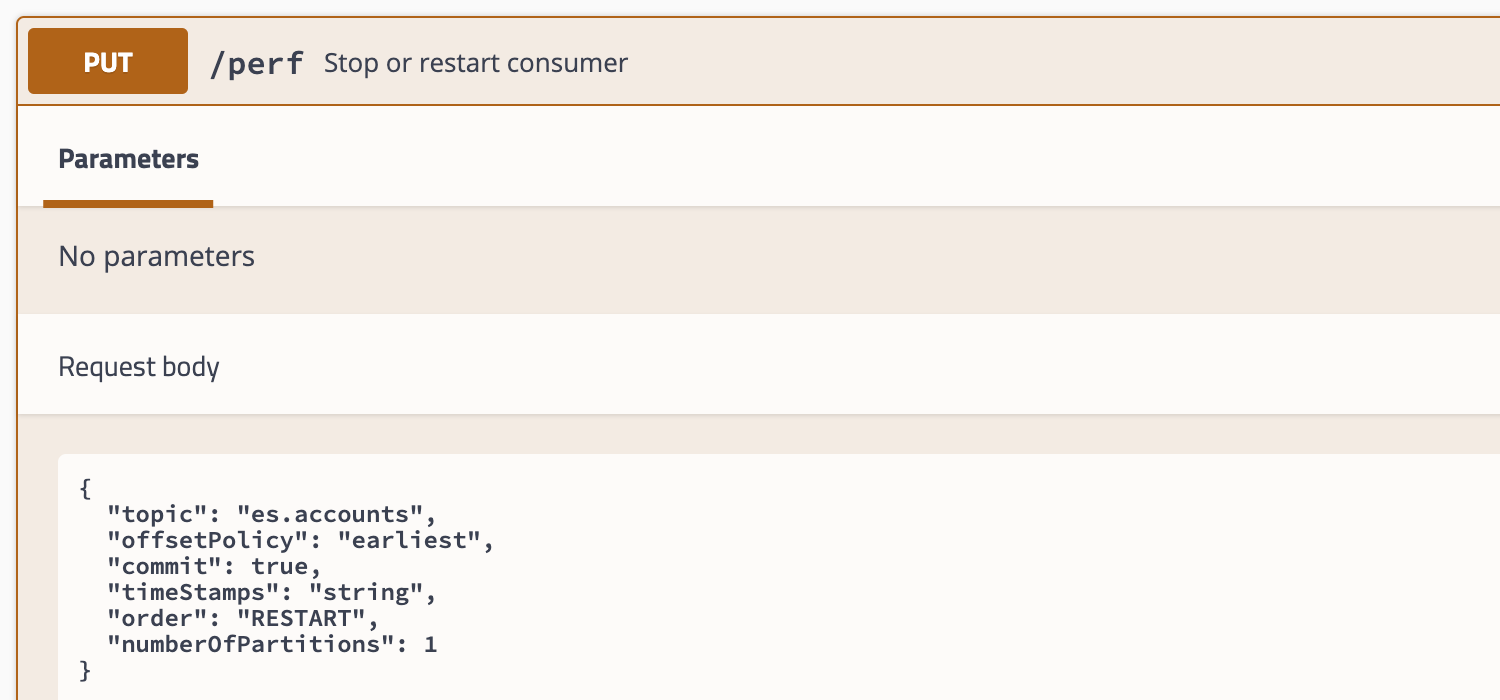 PUT /perf Stop or restart consumer
Parameters
No parameters
Request body
{
  "topic": "es.accounts",
  "offsetPolicy": "earliest",
  "commit": true,
  "timeStamps": "string",
  "order": "RESTART",
  "numberOfPartitions": 1
}